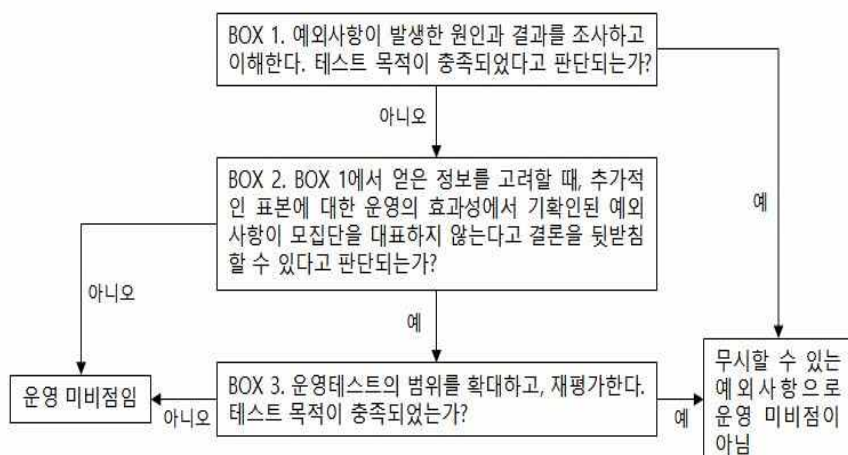 BOX 1. 예외사항이 발생한 원인과 결과를 조사하고
이해한다. 테스트 목적이 충족되었다고 판단되는가?
아니오
BOX 2. BOX 1에서 얻은 정보를 고려할 때, 추가적
인 표본에 대한 운영의 효과성에서 기확인된 예외
사항이 모집단을 대표하지 않는다고 결론을 뒷받침
할 수 있다고 판단되는가?
예
아니오
예
BOX 3. 운영테스트의 범위를 확대하고, 재평가한다.
테스트 목적이 충족되었는가?
운영 미비점임
아니오
예
무시할 수 있는
예외사항으로
운영 미비점이
아님